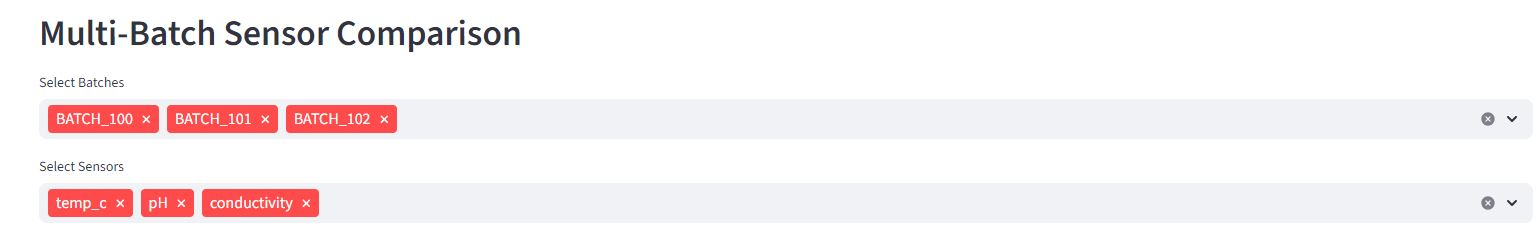 Multi-Batch Sensor Comparison
Select Batches
BATCH_100 × BATCH_101 × BATCH_102 ×
Select Sensors
temp_c × pH × conductivity ×